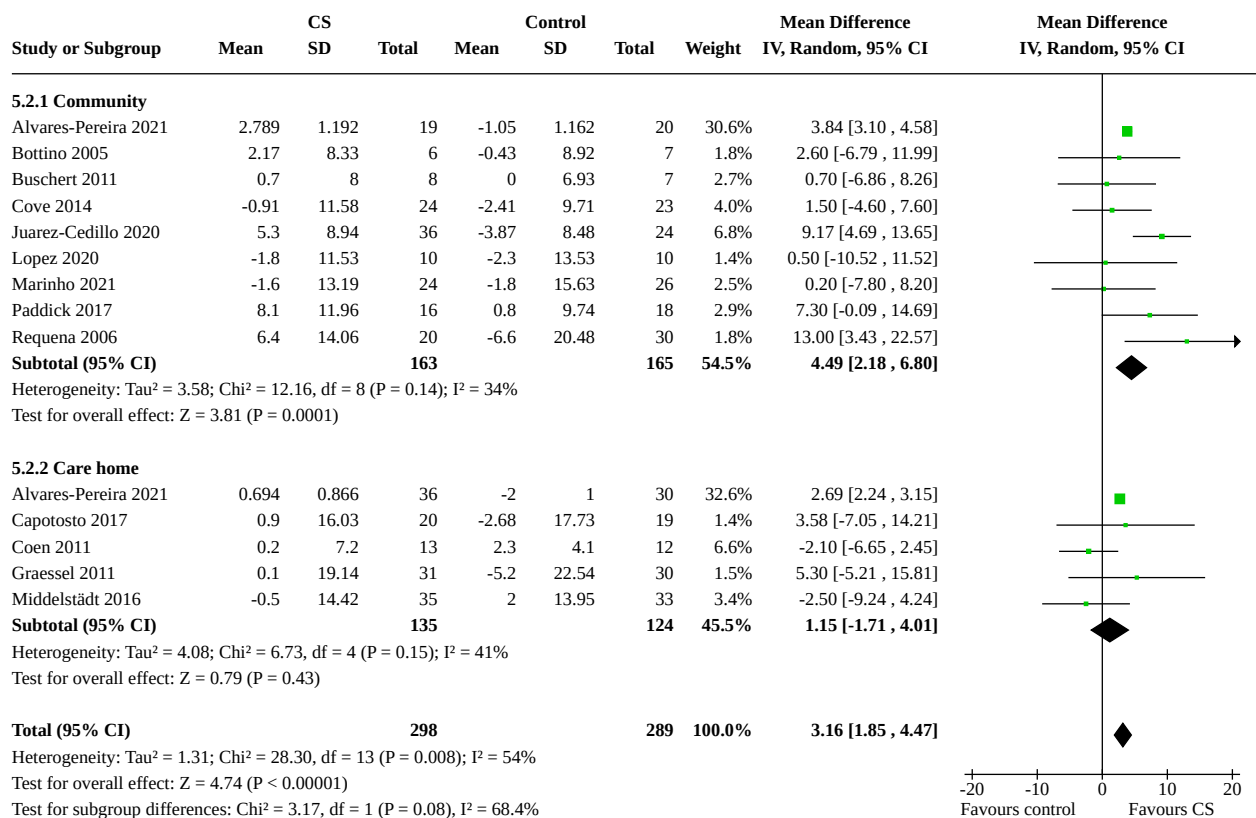 CS Control Mean Difference Mean Difference
Study or Subgroup Mean SD Total Mean SD Total Weight IV, Random, 95% CI IV, Random, 95% CI
5.2.1 Community
Alvares-Pereira 2021 2.789 1.192 19 -1.05 1.162 20 30.6% 3.84 [3.10 , 4.58]
Bottino 2005 2.17 8.33 6 -0.43 8.92 7 1.8% 2.60 [-6.79 , 11.99]
Buschert 2011 0.7 8 8 0 6.93 7 2.7% 0.70 [-6.86 , 8.26]
Cove 2014 -0.91 11.58 24 -2.41 9.71 23 4.0% 1.50 [-4.60 , 7.60]
Juarez-Cedillo 2020 5.3 8.94 36 -3.87 8.48 24 6.8% 9.17 [4.69 , 13.65]
Lopez 2020 -1.8 11.53 10 -2.3 13.53 10 1.4% 0.50 [-10.52 , 11.52]
Marinho 2021 -1.6 13.19 24 -1.8 15.63 26 2.5% 0.20 [-7.80 , 8.20]
Paddick 2017 8.1 11.96 16 0.8 9.74 18 2.9% 7.30 [-0.09 , 14.69]
Requena 2006 6.4 14.06 20 -6.6 20.48 30 1.8% 13.00 [3.43 , 22.57]
Subtotal (95% CI) 163 165 54.5% 4.49 [2.18 , 6.80]
Heterogeneity: Tau² = 3.58; Chi² = 12.16, df = 8 (P = 0.14); I² = 34%
Test for overall effect: Z = 3.81 (P = 0.0001)
5.2.2 Care home
Alvares-Pereira 2021 0.694 0.866 36 -2 1 30 32.6% 2.69 [2.24 , 3.15]
Capotosto 2017 0.9 16.03 20 -2.68 17.73 19 1.4% 3.58 [-7.05 , 14.21]
Coen 2011 0.2 7.2 13 2.3 4.1 12 6.6% -2.10 [-6.65 , 2.45]
Graessel 2011 0.1 19.14 31 -5.2 22.54 30 1.5% 5.30 [-5.21 , 15.81]
Middelstädt 2016 -0.5 14.42 35 2 13.95 33 3.4% -2.50 [-9.24 , 4.24]
Subtotal (95% CI) 135 124 45.5% 1.15 [-1.71 , 4.01]
Heterogeneity: Tau² = 4.08; Chi² = 6.73, df = 4 (P = 0.15); I² = 41%
Test for overall effect: Z = 0.79 (P = 0.43)
Total (95% CI) 298 289 100.0% 3.16 [1.85 , 4.47]
Heterogeneity: Tau² = 1.31; Chi² = 28.30, df = 13 (P = 0.008); I² = 54%
Test for overall effect: Z = 4.74 (P < 0.00001)
Test for subgroup differences: Chi² = 3.17, df = 1 (P = 0.08), I² = 68.4%
-20 -10 0 10 20
Favours control Favours CS